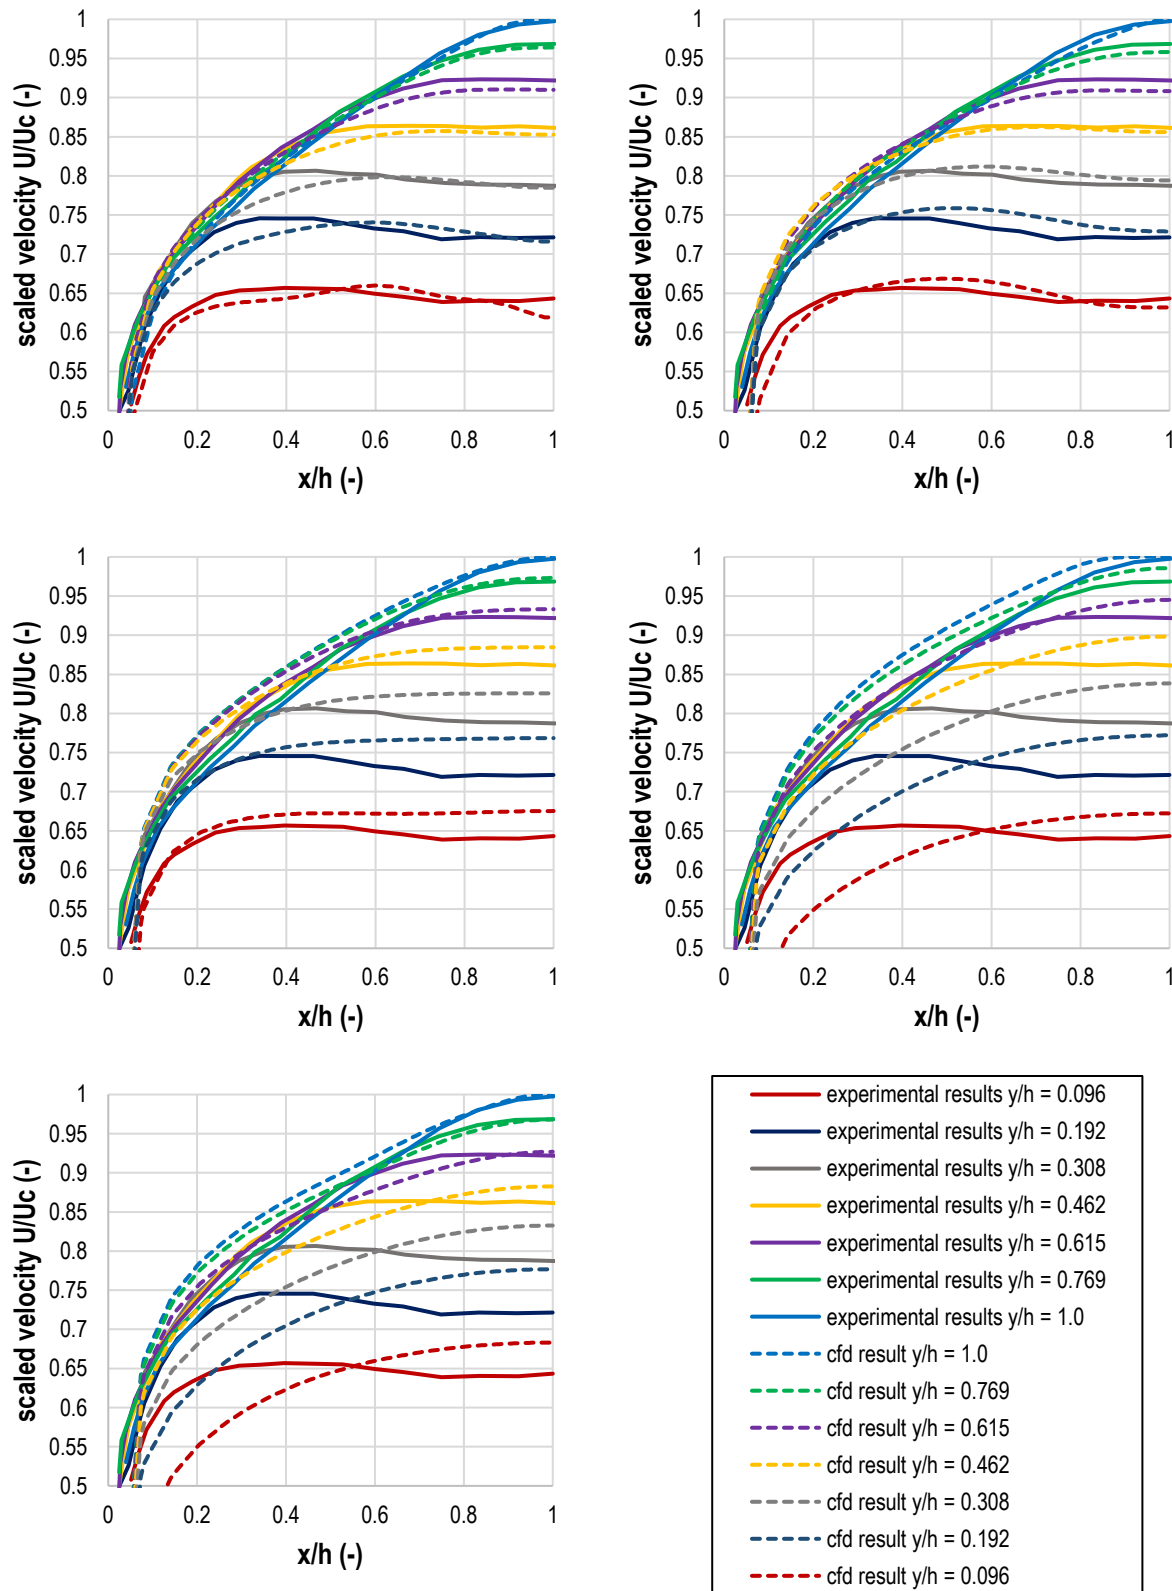 scaled velocity U/Uc (-)
1
0.95
0.9
0.85
0.8
0.75
0.7
0.65
0.6
0.55
0.5
0 0.2 0.4 0.6 0.8 1
x/h (-)
scaled velocity U/Uc (-)
1
0.95
0.9
0.85
0.8
0.75
0.7
0.65
0.6
0.55
0.5
0 0.2 0.4 0.6 0.8 1
x/h (-)
scaled velocity U/Uc (-)
1
0.95
0.9
0.85
0.8
0.75
0.7
0.65
0.6
0.55
0.5
0 0.2 0.4 0.6 0.8 1
x/h (-)
scaled velocity U/Uc (-)
1
0.95
0.9
0.85
0.8
0.75
0.7
0.65
0.6
0.55
0.5
0 0.2 0.4 0.6 0.8 1
x/h (-)
scaled velocity U/Uc (-)
1
0.95
0.9
0.85
0.8
0.75
0.7
0.65
0.6
0.55
0.5
0 0.2 0.4 0.6 0.8 1
x/h (-)
experimental results y/h = 0.096
experimental results y/h = 0.192
experimental results y/h = 0.308
experimental results y/h = 0.462
experimental results y/h = 0.615
experimental results y/h = 0.769
experimental results y/h = 1.0
cfd result y/h = 1.0
cfd result y/h = 0.769
cfd result y/h = 0.615
cfd result y/h = 0.462
cfd result y/h = 0.308
cfd result y/h = 0.192
cfd result y/h = 0.096